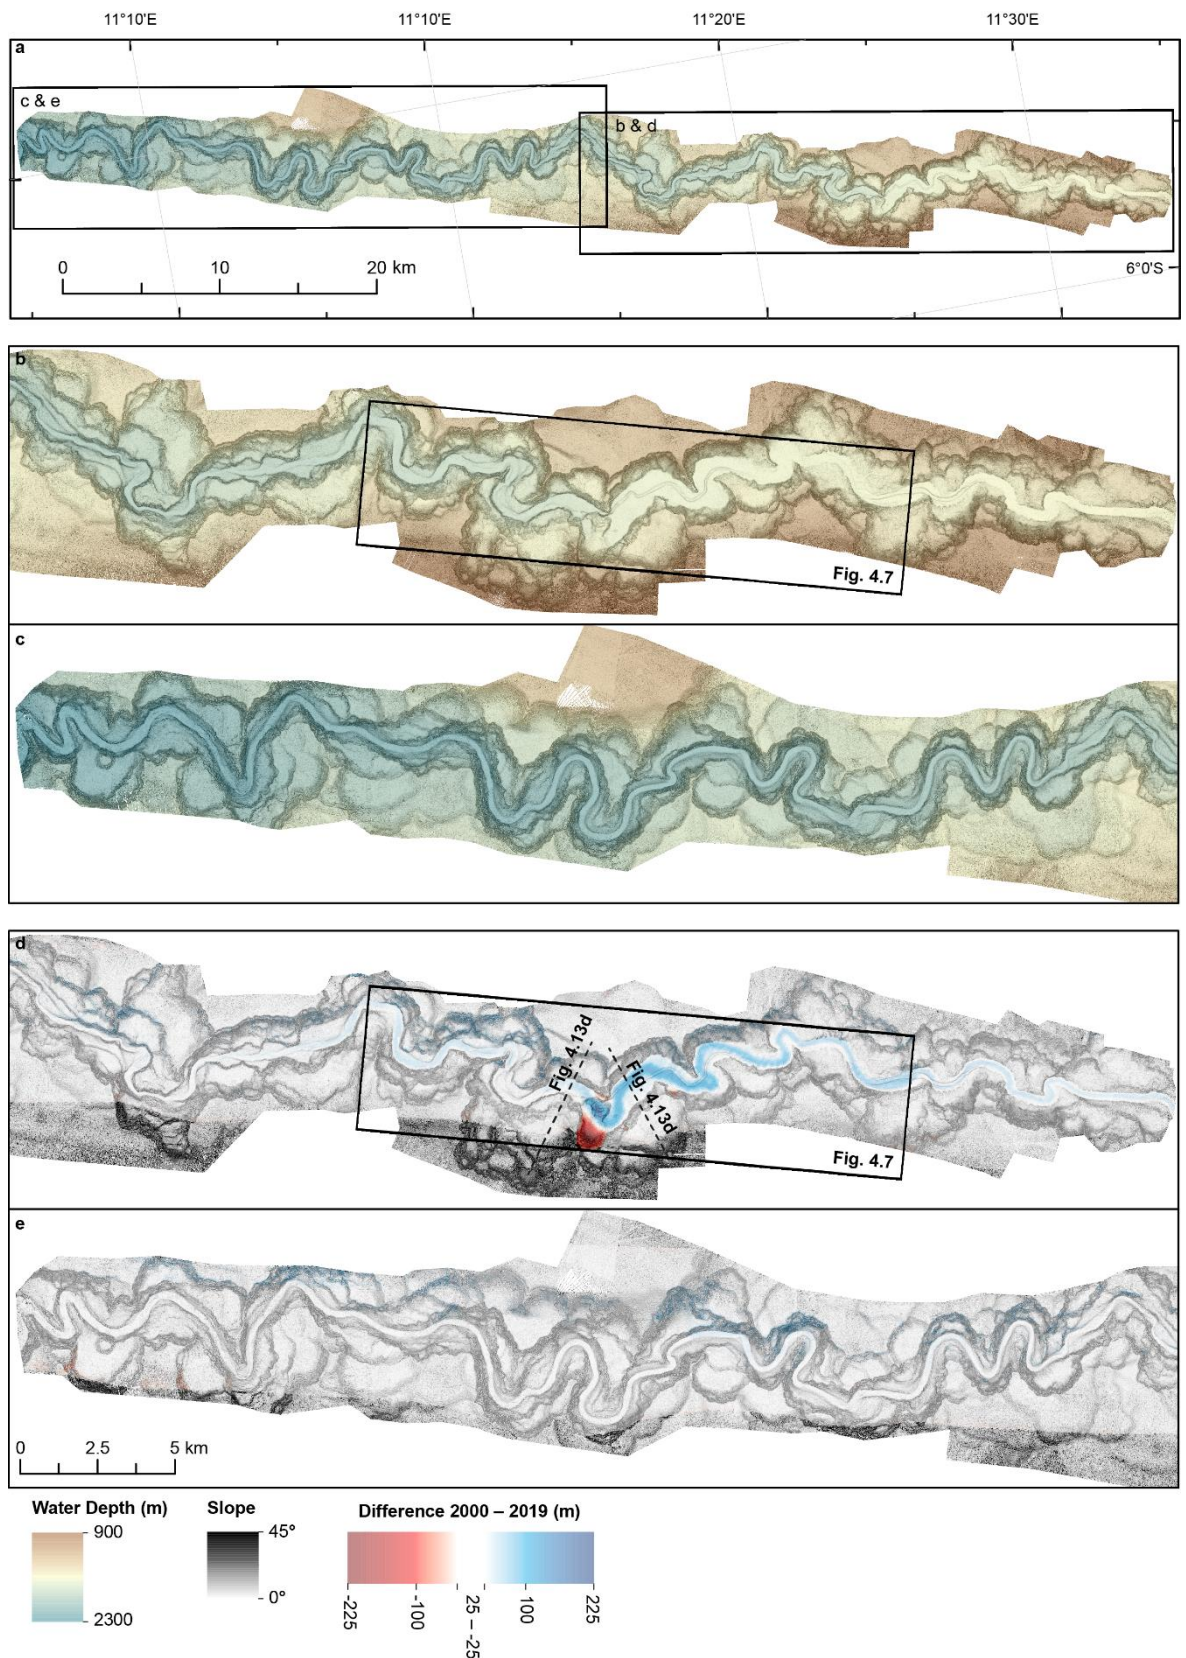 11°10'E 11°10'E 11°20'E 11°30'E
a
c & e
b & d
0 10 20 km
6°0'S
b
Fig. 4.7
c
d
Fig. 4.13d
Fig. 4.13d
Fig. 4.7
e
0 2.5 5 km
Water Depth (m) Slope Difference 2000 – 2019 (m)
900 45°
0°
2300
-225 -100 25 – -25 100 225